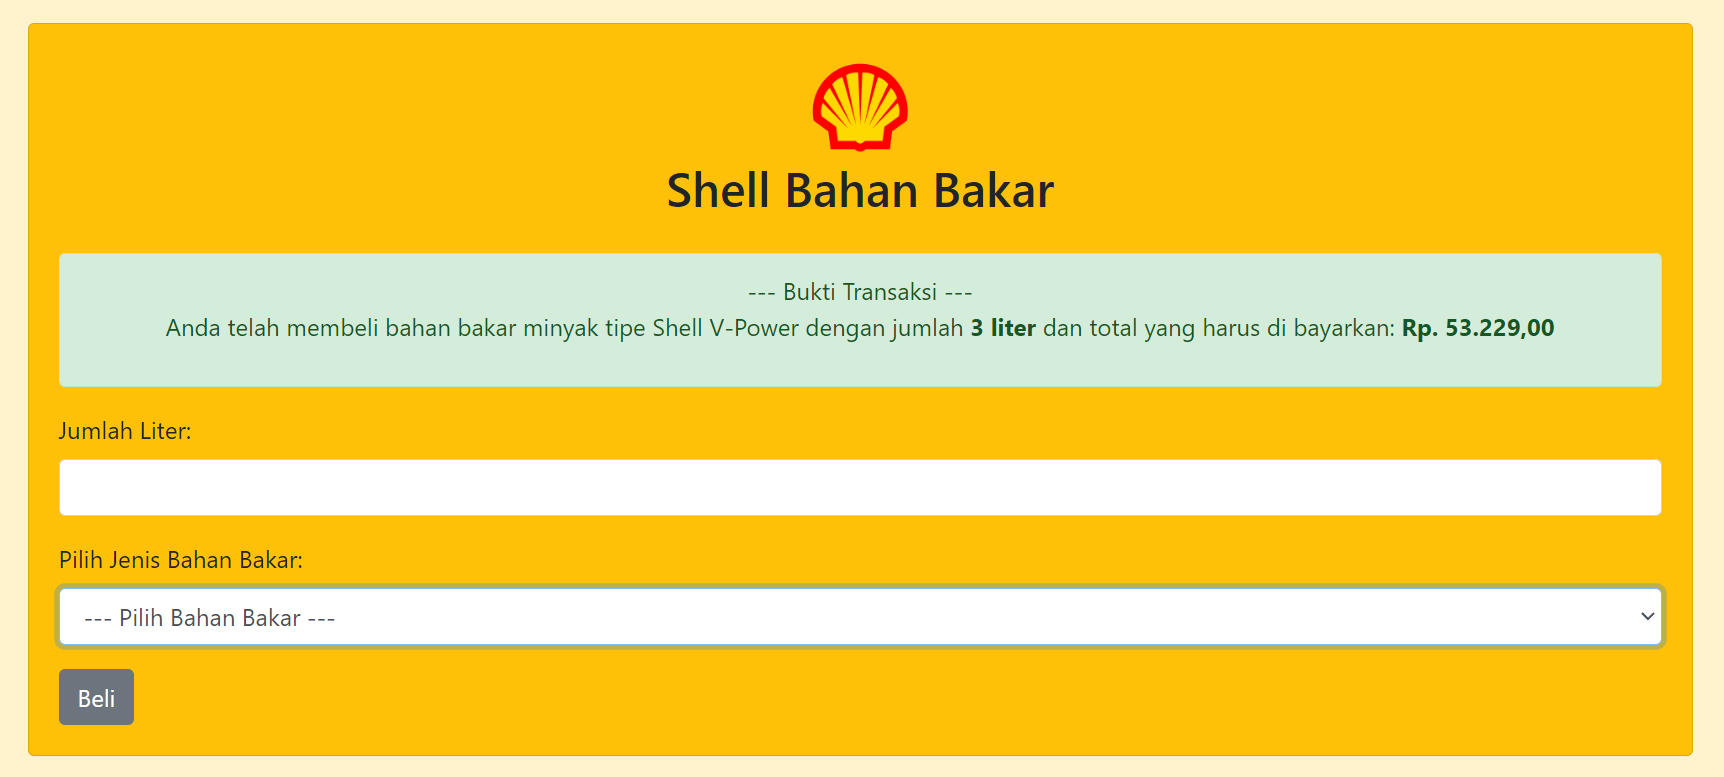 Shell Bahan Bakar
--- Bukti Transaksi ---
Anda telah membeli bahan bakar minyak tipe Shell V-Power dengan jumlah 3 liter dan total yang harus di bayarkan: Rp. 53.229,00
Jumlah Liter:
Pilih Jenis Bahan Bakar:
--- Pilih Bahan Bakar ---
Beli